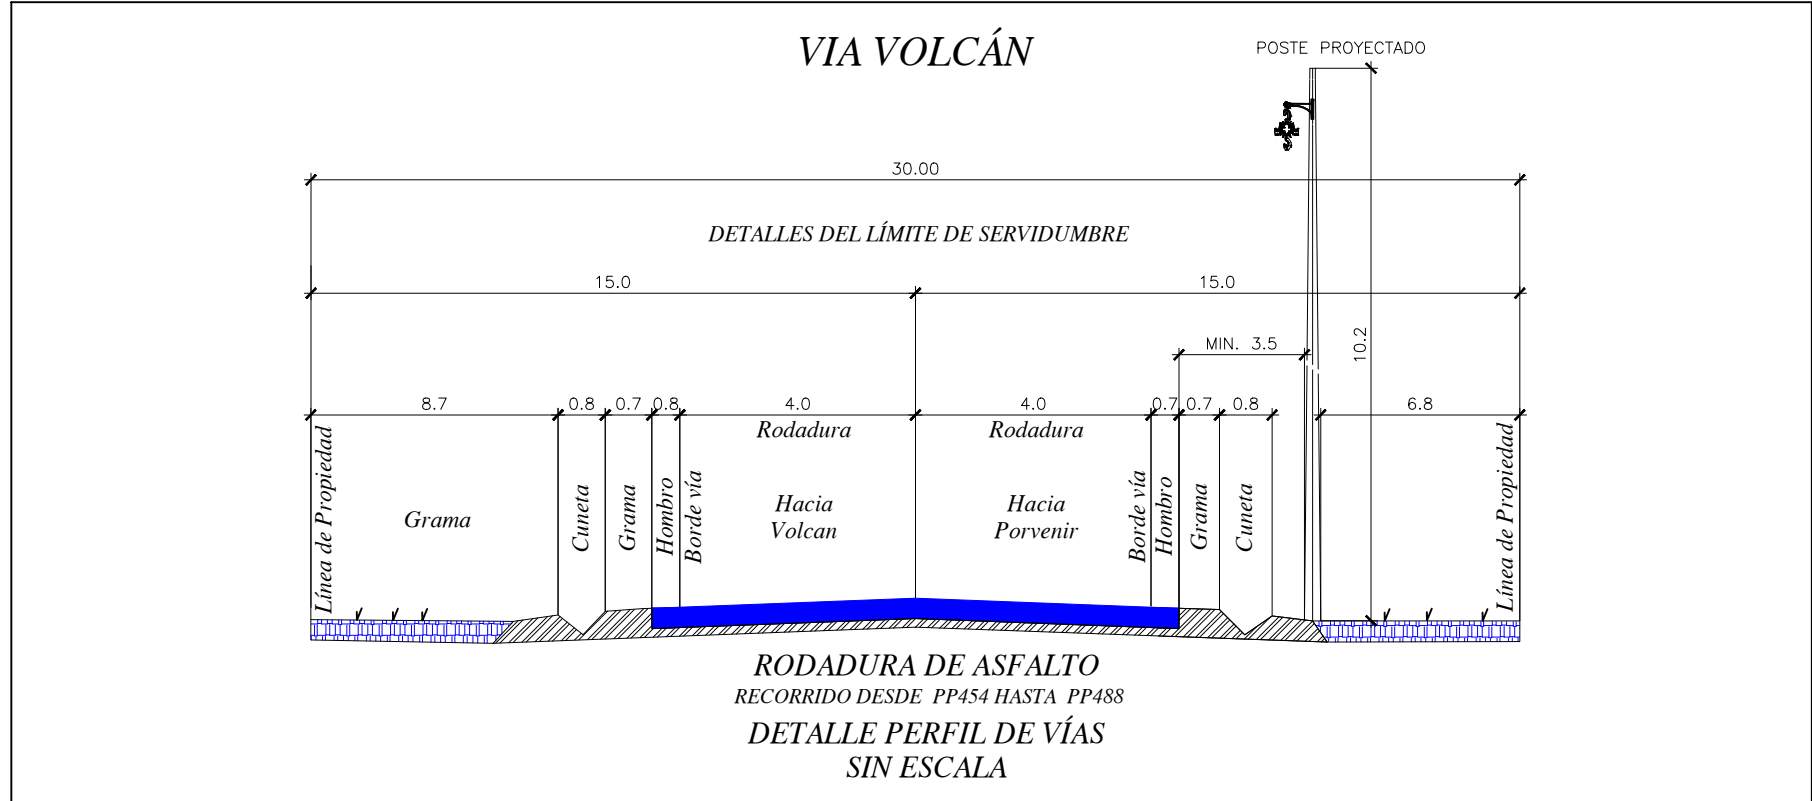 VIA VOLCÁN
POSTE PROYECTADO
30.00
DETALLES DEL LÍMITE DE SERVIDUMBRE
15.0
15.0
MIN. 3.5
10.2
8.7
0.8
0.7
0.8
4.0
4.0
0.7
0.7
0.8
6.8
Línea de Propiedad
Grama
Cuneta
Grama
Hombro
Borde vía
Rodadura
Hacia
Volcan
Rodadura
Hacia
Porvenir
Borde vía
Hombro
Grama
Cuneta
Línea de Propiedad
RODADURA DE ASFALTO
RECORRIDO DESDE PP454 HASTA PP488
DETALLE PERFIL DE VÍAS
SIN ESCALA